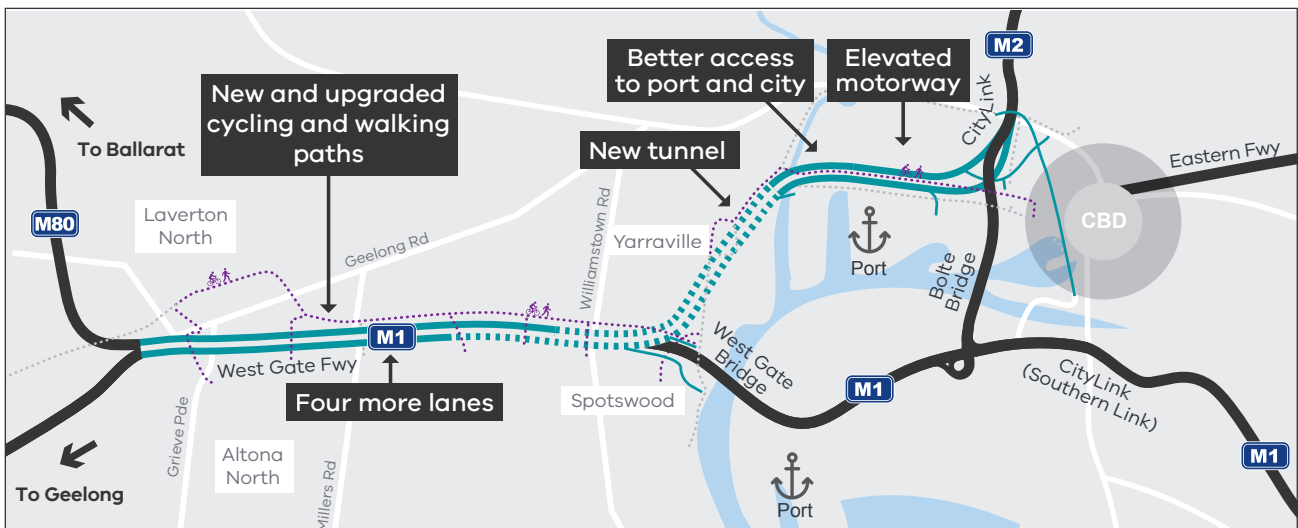 M2
Better access
to port and city
Elevated
motorway
New and upgraded
cycling and walking
paths
CityLink
To Ballarat
New tunnel
Eastern Fwy
M80
Laverton
North
Williamstown Rd
Yarraville
CBD
Geelong Rd
Port
Bolte
Bridge
M1
West Gate Fwy
West Gate
Bridge
CityLink
(Southern Link)
M1
Four more lanes
Spotswood
Grieve Pde
M1
Altona
North
Millers Rd
To Geelong
Port